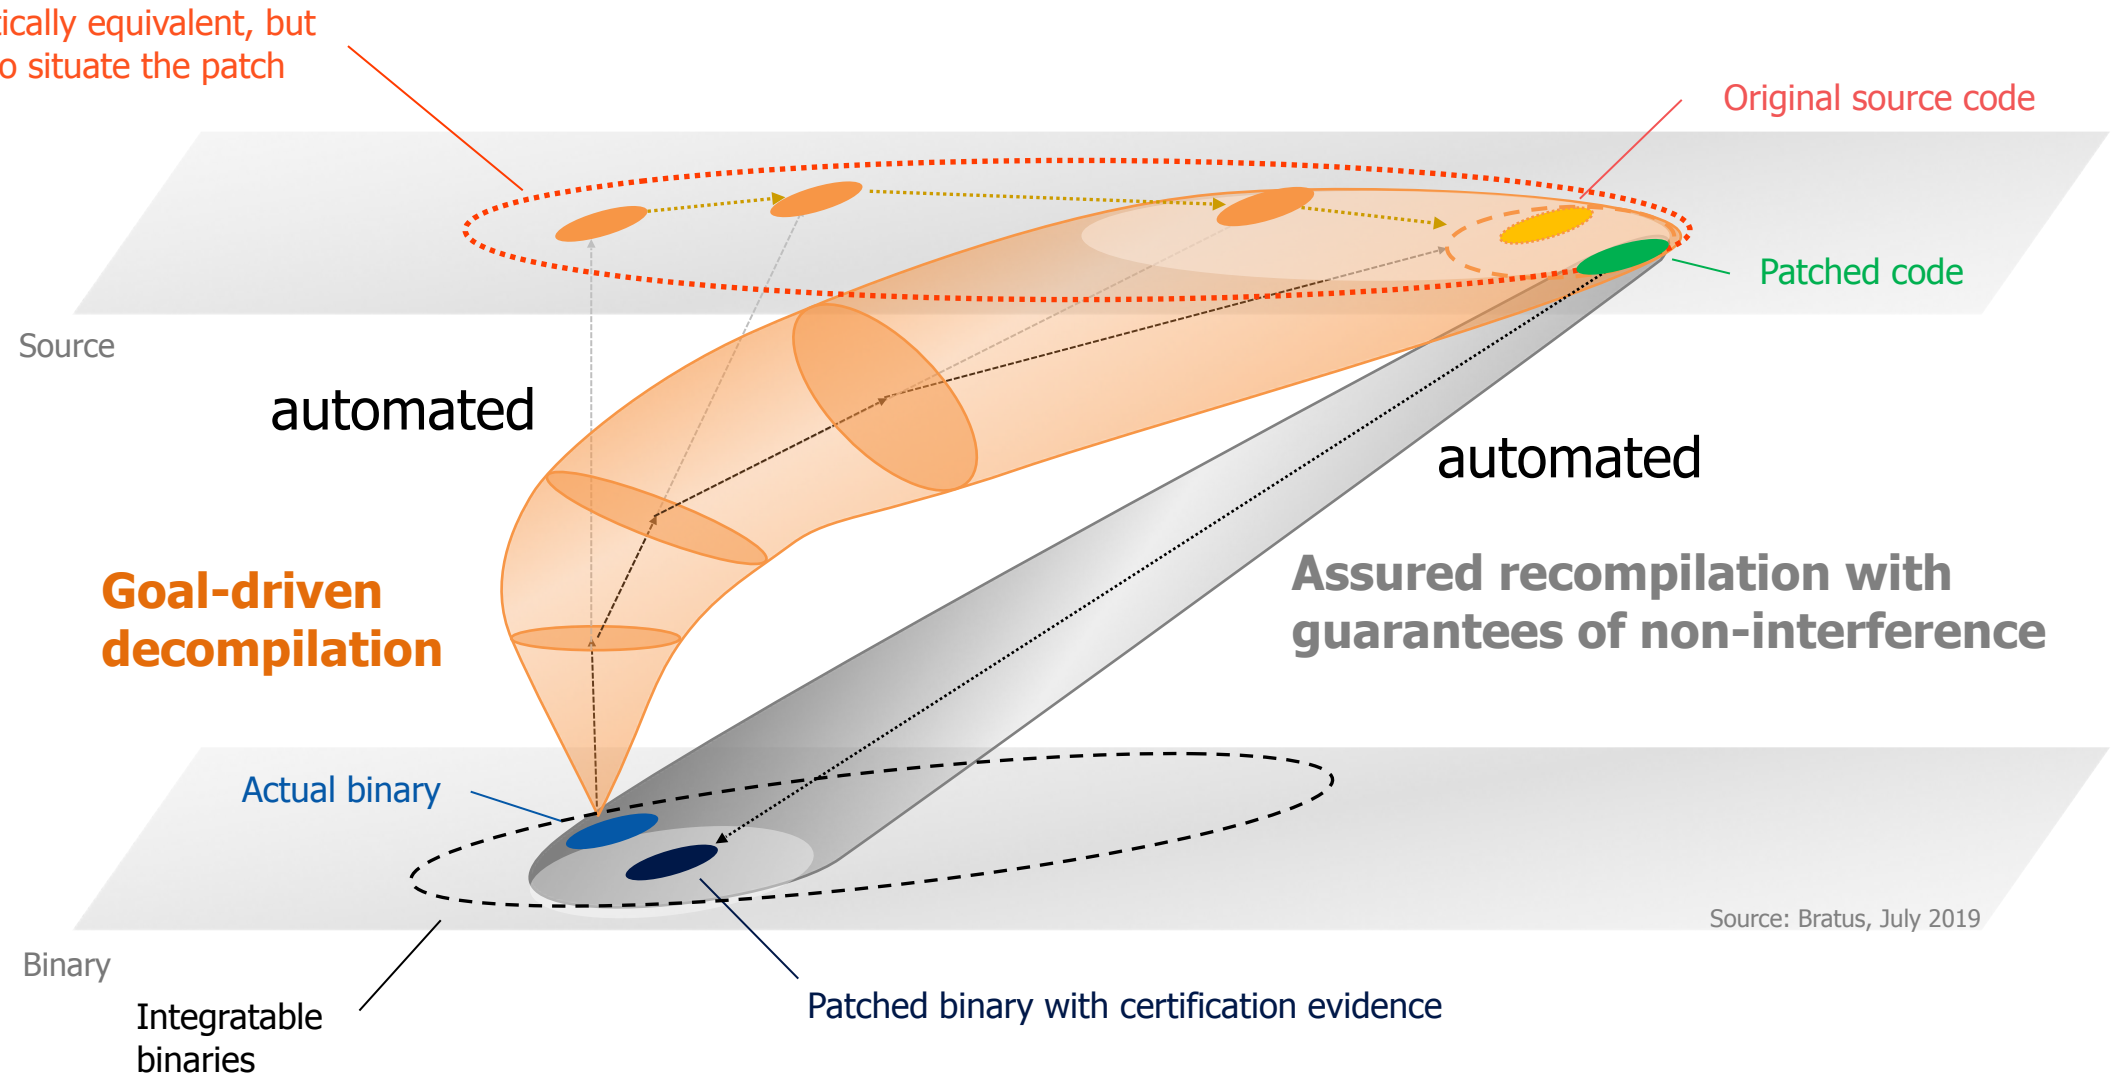 equivalent, but
situate the patch
Original source code
Patched code
Source
automated
automated
Goal-driven
decompilation
Assured recompilation with
guarantees of non-interference
Actual binary
Source: Bratus, July 2019
Binary
Integratable
binaries
Patched binary with certification evidence